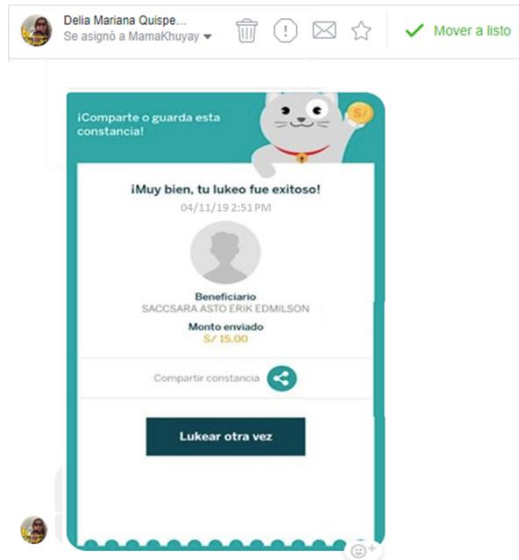 Delia Mariana Quispe...
Se asignó a MamaKhuyay
Mover a listo
¡Comparte o guarda esta
constancia!
S/
¡Muy bien, tu lukeo fue exitoso!
04/11/19 2:51 PM
Beneficiario
SACCSARA ASTO ERIK EDMILSON
Monto enviado
S/ 15.00
Compartir constancia
Lukear otra vez